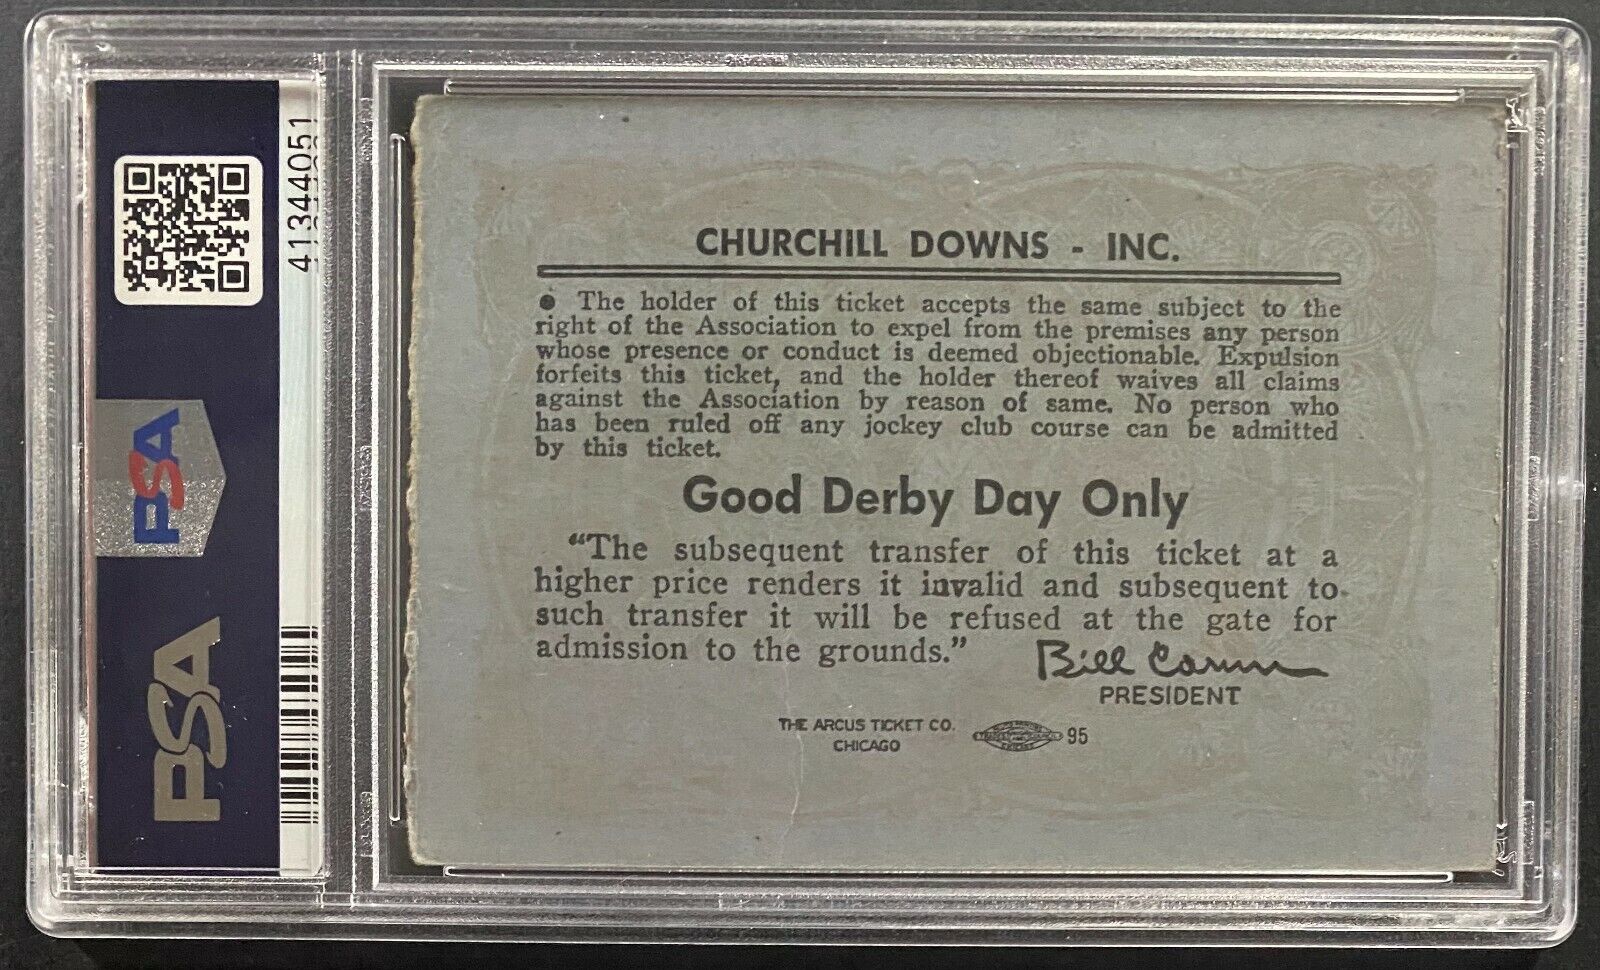 41344051
PSA
PSA
CHURCHILL DOWNS - INC.
● The holder of this ticket accepts the same subject to the
right of the Association to expel from the premises any person
whose presence or conduct is deemed objectionable. Expulsion
forfeits this ticket, and the holder thereof waives all claims
against the Association by reason of same. No person who
has been ruled off any jockey club course can be admitted
by this ticket.
Good Derby Day Only
"The subsequent transfer of this ticket at a
higher price renders it invalid and subsequent to
such transfer it will be refused at the gate for
admission to the grounds."
Bill Corum
PRESIDENT
THE ARCUS TICKET CO.
CHICAGO
95